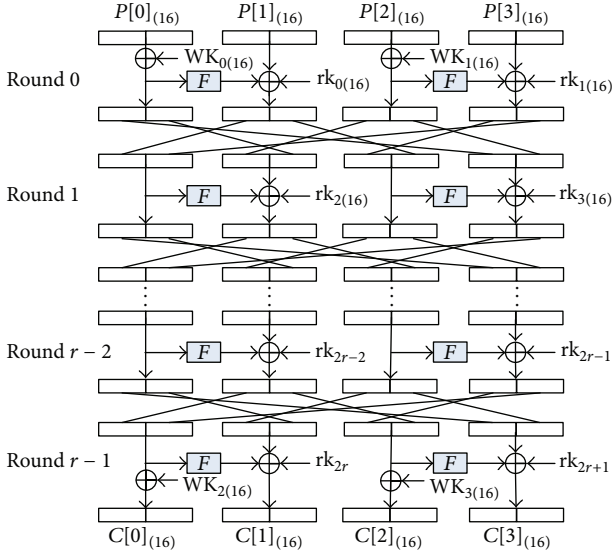 P[0](16) P[1](16) P[2](16) P[3](16)
WK0(16) WK1(16)
Round 0 F rk0(16) F rk1(16)
Round 1 F rk2(16) F rk3(16)
Round r − 2 F rk2r−2 F rk2r−1
Round r − 1 F rk2r F rk2r+1
WK2(16) WK3(16)
C[0](16) C[1](16) C[2](16) C[3](16)